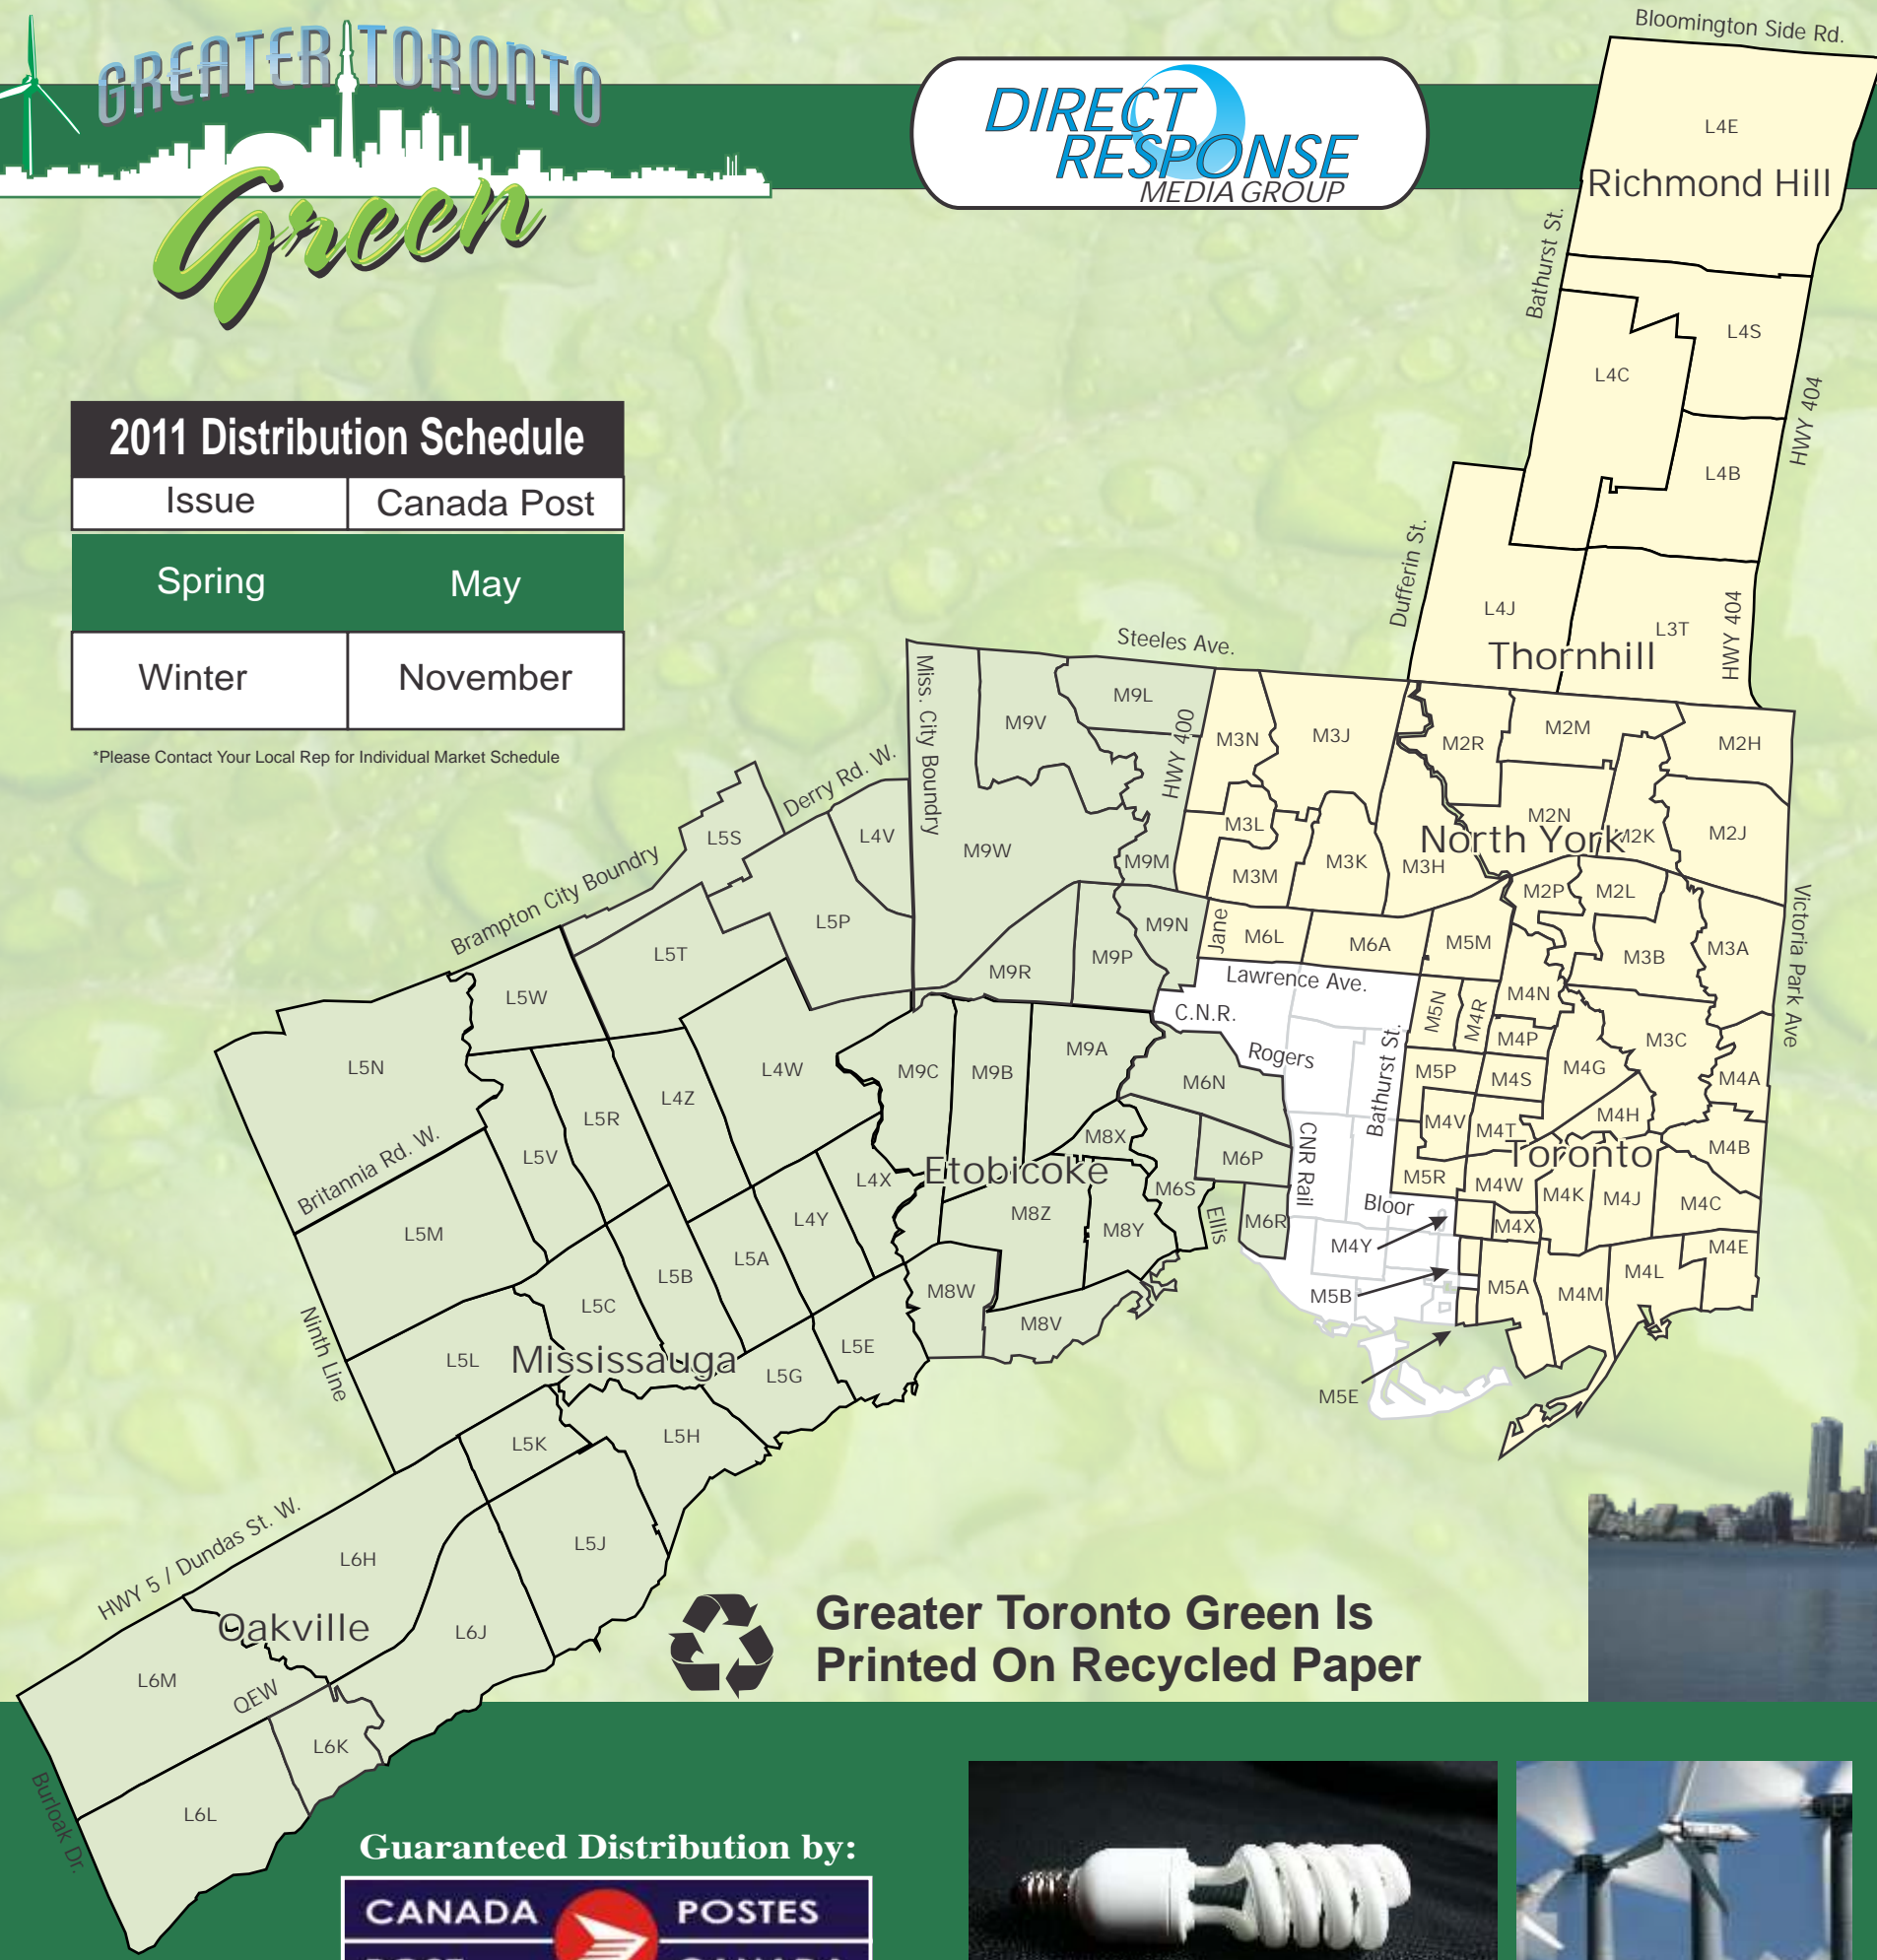 GREATER TORONTO
Green
DIRECT
RESPONSE
MEDIA GROUP
2011 Distribution Schedule
Issue Canada Post
Spring May
Winter November
*Please Contact Your Local Rep for Individual Market Schedule
Bloomington Side Rd.
L4E
Richmond Hill
Bathurst St.
L4S
L4C
HWY 404
L4B
Dufferin St.
L4J
L3T
HWY 404
Thornhill
Steeles Ave.
Miss. City Boundry
M9V
M9L
HWY 400
M3N
M3J
M2R
M2M
M2H
Derry Rd. W.
L5S
L4V
M9W
M9M
M3L
M3M
M3K
M3H
M2N
North York
M2K
M2J
Brampton City Boundry
L5T
L5P
M9R
M9P
M9N
Jane
M6L
M6A
M5M
M2P
M2L
M3B
M3A
Victoria Park Ave
L5W
Lawrence Ave.
C.N.R.
Rogers
Bathurst St.
M5N
M4R
M4N
M4P
M3C
L5N
L5R
L4Z
L4W
M9C
M9B
M9A
M6N
M5P
M4S
M4G
M4A
Britannia Rd. W.
L5V
L4X
M8X
M6P
CNR Rail
M4V
M4T
M4H
Toronto
M4B
Etobicoke
M6S
M5R
M4W
M4K
M4J
M4C
L5M
L4Y
M8Z
M8Y
Ellis
M6R
Bloor
M4X
M4Y
M4E
L5A
L5B
L5C
M8W
M8V
M5B
M5A
M4M
M4L
Ninth Line
L5L
Mississauga
L5G
L5E
M5E
L5K
L5H
HWY 5 / Dundas St. W.
L6H
L5J
Oakville
L6J
L6M
QEW
L6K
L6L
Burloak Dr.
Greater Toronto Green Is
Printed On Recycled Paper
Guaranteed Distribution by:
CANADA POSTES